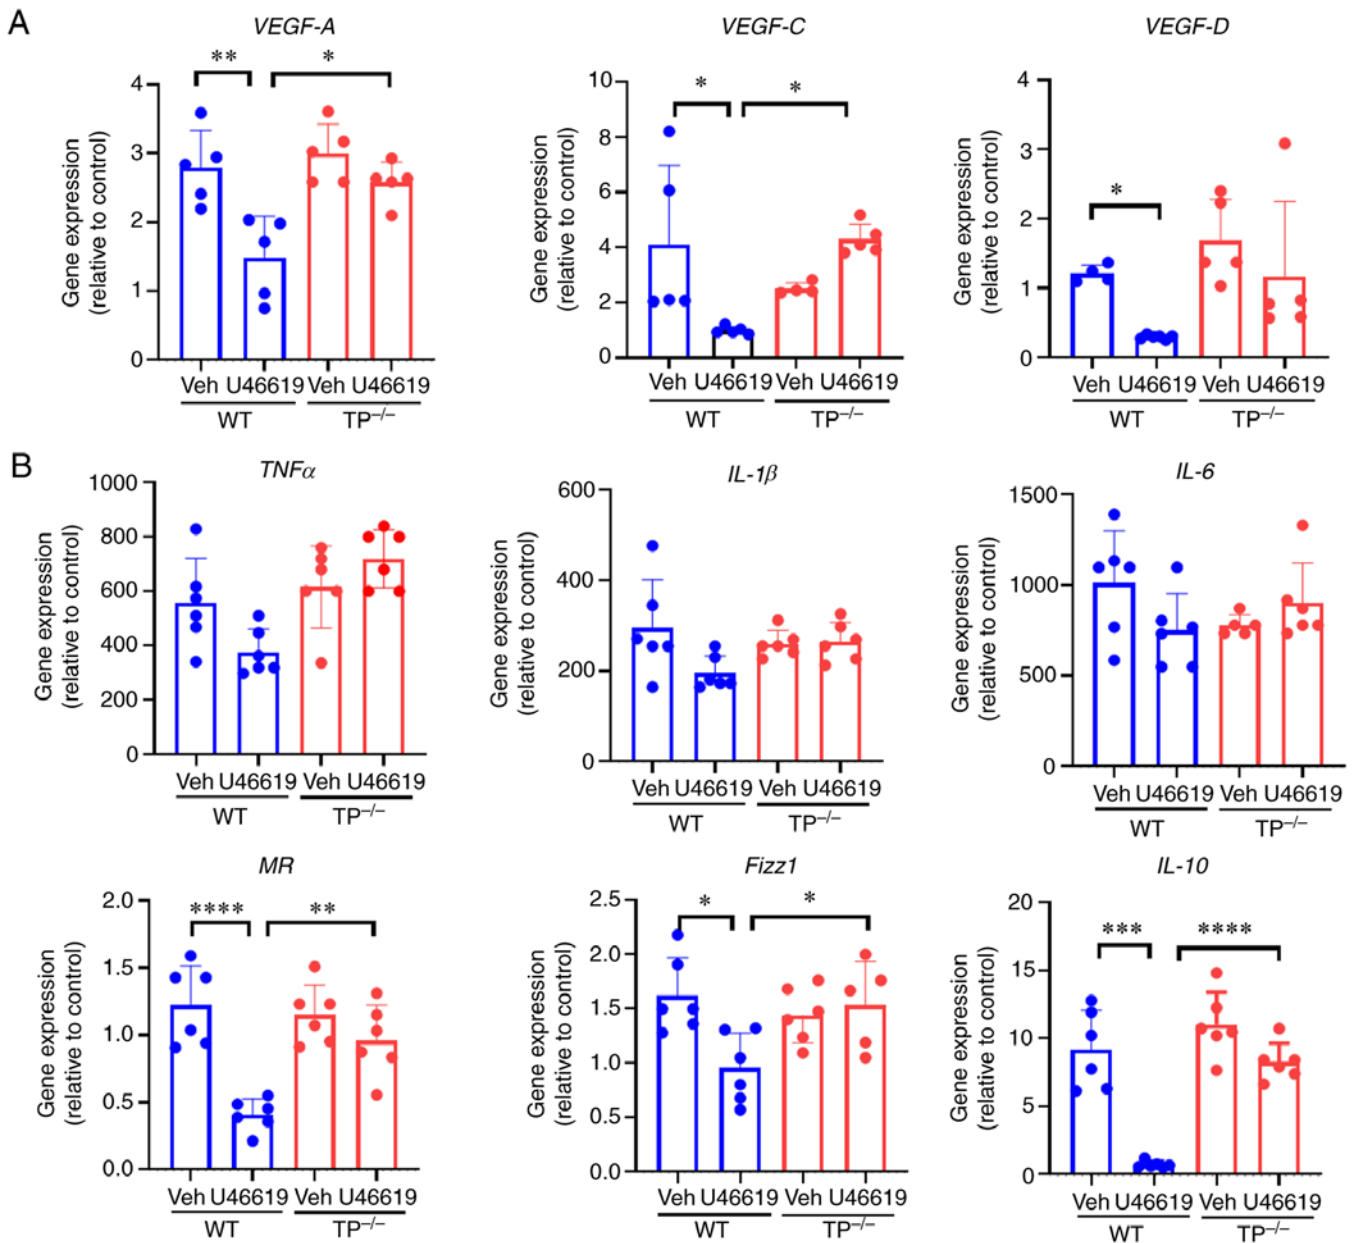 A
VEGF-A
VEGF-C
VEGF-D
** *
* *
*
Gene expression
(relative to control)
4
3
2
1
0
Gene expression
(relative to control)
10
8
6
4
2
0
Gene expression
(relative to control)
4
3
2
1
0
Veh U46619 Veh U46619
WT TP−/−
Veh U46619 Veh U46619
WT TP−/−
Veh U46619 Veh U46619
WT TP−/−
B
TNFα
IL-1β
IL-6
Gene expression
(relative to control)
1000
800
600
400
200
0
Gene expression
(relative to control)
600
400
200
0
Gene expression
(relative to control)
1500
1000
500
0
Veh U46619 Veh U46619
WT TP−/−
Veh U46619 Veh U46619
WT TP−/−
Veh U46619 Veh U46619
WT TP−/−
MR
Fizz1
IL-10
**** **
* *
*** ****
Gene expression
(relative to control)
2.0
1.5
1.0
0.5
0.0
Gene expression
(relative to control)
2.5
2.0
1.5
1.0
0.5
0.0
Gene expression
(relative to control)
20
15
10
5
0
Veh U46619 Veh U46619
WT TP−/−
Veh U46619 Veh U46619
WT TP−/−
Veh U46619 Veh U46619
WT TP−/−